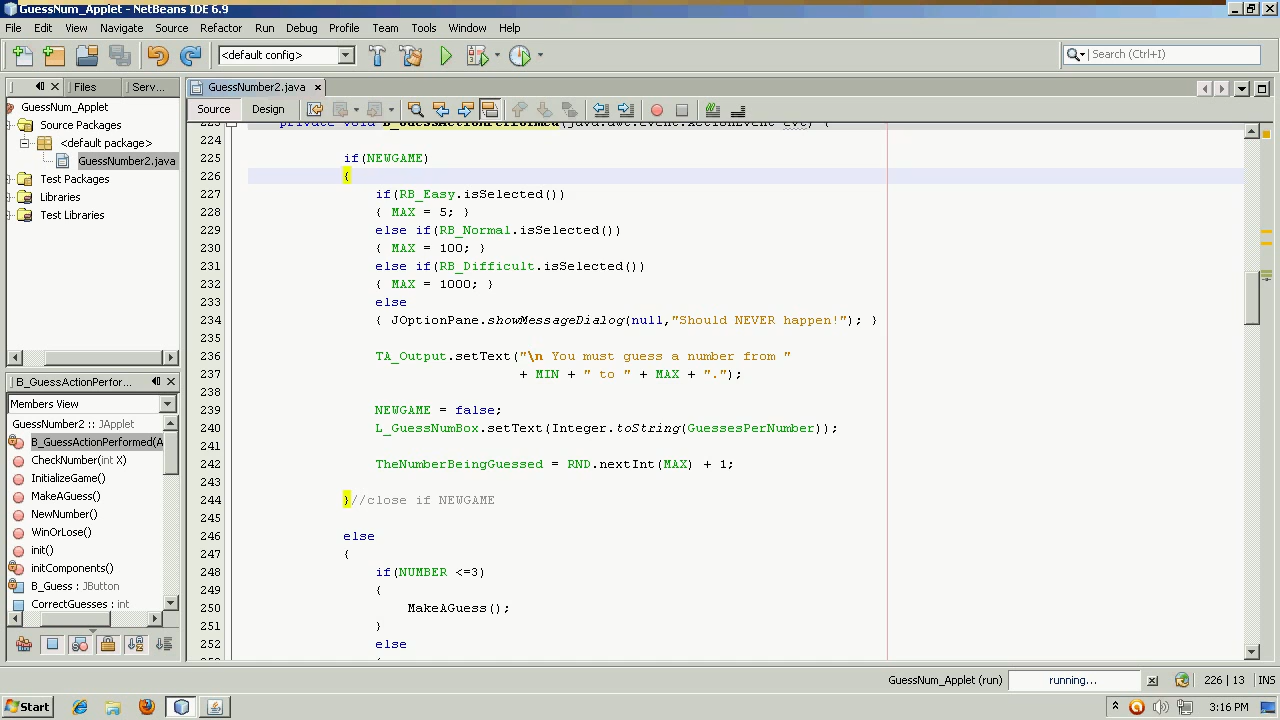 GuessNum_Applet - NetBeans IDE 6.9
File Edit View Navigate Source Refactor Run Debug Profile Team Tools Window Help
<default config>
Search (Ctrl+I)
Files Serv...
GuessNumber2.java
GuessNum_Applet
Source Packages
<default package>
GuessNumber2.java
Test Packages
Libraries
Test Libraries
Source Design
224
225 if(NEWGAME)
226 {
227 if(RB_Easy.isSelected())
228 { MAX = 5; }
229 else if(RB_Normal.isSelected())
230 { MAX = 100; }
231 else if(RB_Difficult.isSelected())
232 { MAX = 1000; }
233 else
234 { JOptionPane.showMessageDialog(null,"Should NEVER happen!"); }
235
236 TA_Output.setText("\n You must guess a number from "
237 + MIN + " to " + MAX + ".");
238
239 NEWGAME = false;
240 L_GuessNumBox.setText(Integer.toString(GuessesPerNumber));
241
242 TheNumberBeingGuessed = RND.nextInt(MAX) + 1;
243
244 }//close if NEWGAME
245
246 else
247 {
248 if(NUMBER <=3)
249 {
250 MakeAGuess();
251 }
252 else
B_GuessActionPerfor...
Members View
GuessNumber2 :: JApplet
B_GuessActionPerformed(A
CheckNumber(int X)
InitializeGame()
MakeAGuess()
NewNumber()
WinOrLose()
init()
initComponents()
B_Guess : JButton
CorrectGuesses : int
GuessNum_Applet (run) running... 226 | 13 INS
Start 3:16 PM